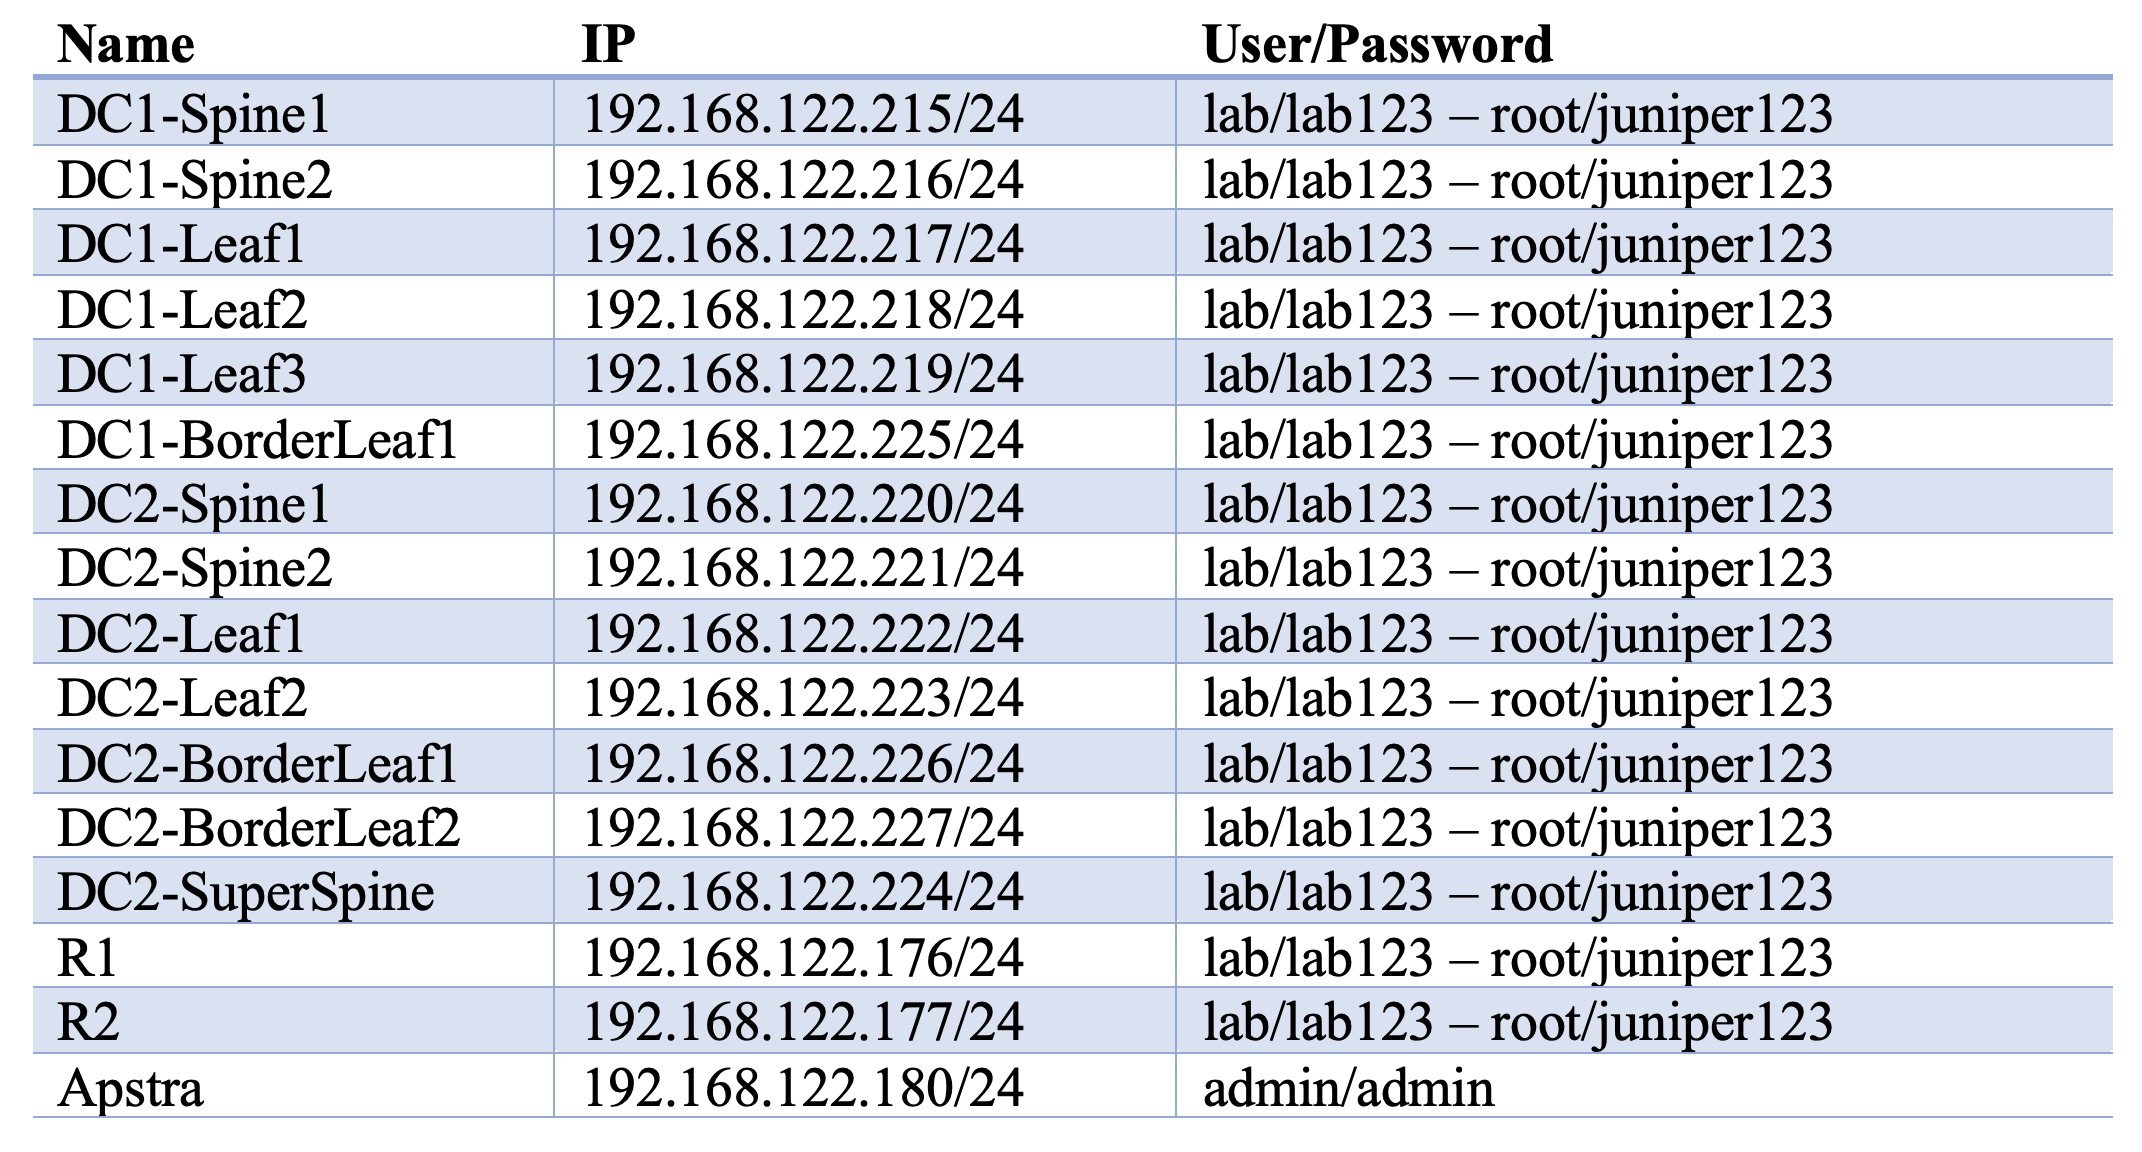 Name IP User/Password
DC1-Spine1 192.168.122.215/24 lab/lab123 – root/juniper123
DC1-Spine2 192.168.122.216/24 lab/lab123 – root/juniper123
DC1-Leaf1 192.168.122.217/24 lab/lab123 – root/juniper123
DC1-Leaf2 192.168.122.218/24 lab/lab123 – root/juniper123
DC1-Leaf3 192.168.122.219/24 lab/lab123 – root/juniper123
DC1-BorderLeaf1 192.168.122.225/24 lab/lab123 – root/juniper123
DC2-Spine1 192.168.122.220/24 lab/lab123 – root/juniper123
DC2-Spine2 192.168.122.221/24 lab/lab123 – root/juniper123
DC2-Leaf1 192.168.122.222/24 lab/lab123 – root/juniper123
DC2-Leaf2 192.168.122.223/24 lab/lab123 – root/juniper123
DC2-BorderLeaf1 192.168.122.226/24 lab/lab123 – root/juniper123
DC2-BorderLeaf2 192.168.122.227/24 lab/lab123 – root/juniper123
DC2-SuperSpine 192.168.122.224/24 lab/lab123 – root/juniper123
R1 192.168.122.176/24 lab/lab123 – root/juniper123
R2 192.168.122.177/24 lab/lab123 – root/juniper123
Apstra 192.168.122.180/24 admin/admin